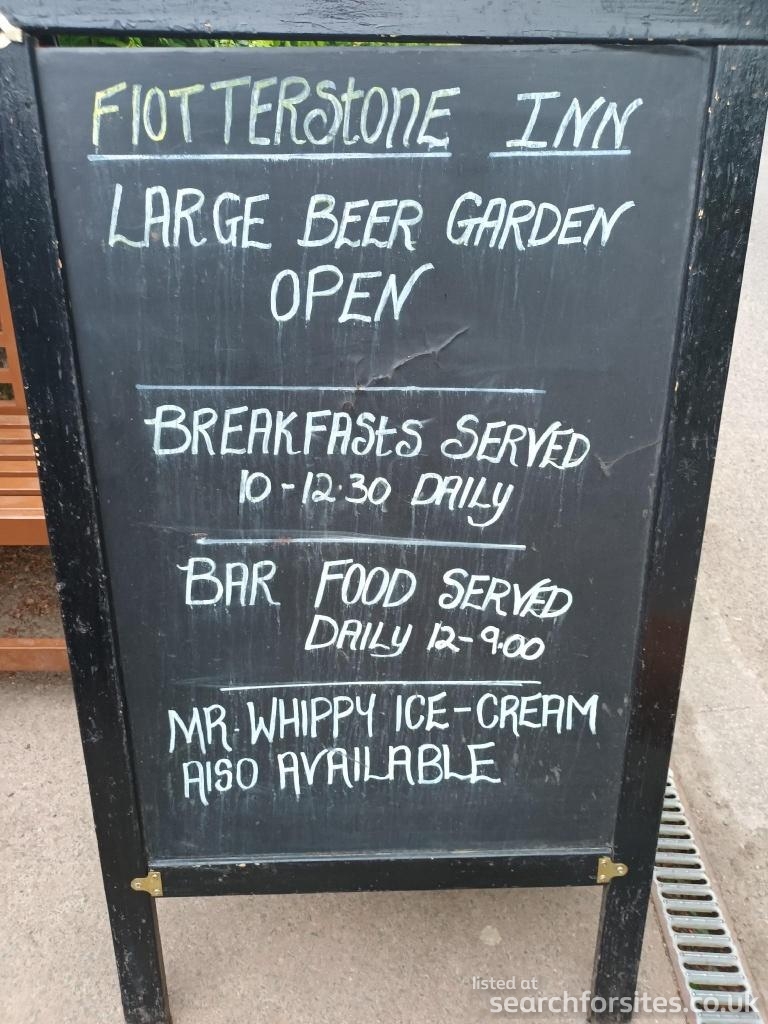 FlOTTERStONE INN
LARGE BEER GARDEN
OPEN
BREAKFAStS SERVED
10-12.30 DAILY
BAR FOOD SERVED
DAILY 12-9.00
MR. WHIPPY ICE-CREAM
AlSO AVAILABLE
listed at
searchforsites.co.uk